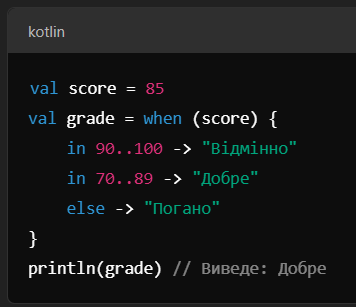 kotlin
val score = 85
val grade = when (score) {
    in 90..100 -> "Відмінно"
    in 70..89 -> "Добре"
    else -> "Погано"
}
println(grade) // Виведе: Добре